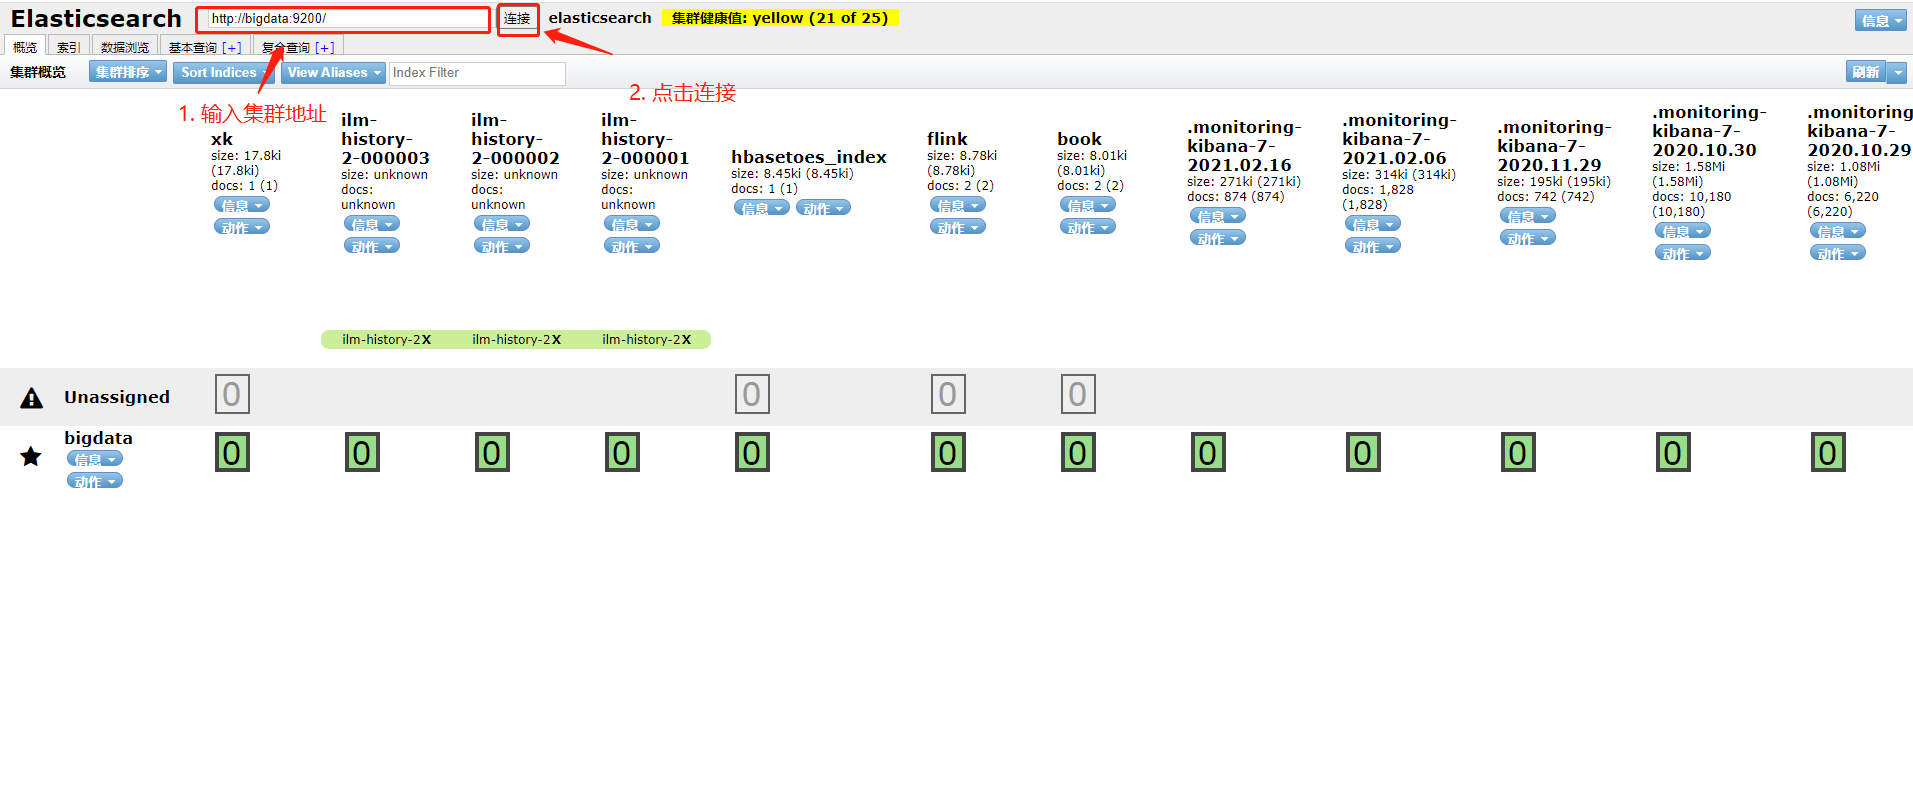 Elasticsearch http://bigdata:9200/ 连接 elasticsearch 集群健康值: yellow (21 of 25) 信息
概览 索引 数据浏览 基本查询 [+] 复合查询 [+]
集群概览 集群排序 Sort Indices View Aliases Index Filter 刷新
1. 输入集群地址
2. 点击连接
xk
size: 17.8ki
(17.8ki)
docs: 1 (1)
信息
动作
ilm-
history-
2-000003
size: unknown
docs:
unknown
信息
动作
ilm-
history-
2-000002
size: unknown
docs:
unknown
信息
动作
ilm-
history-
2-000001
size: unknown
docs:
unknown
信息
动作
hbasetoes_index
size: 8.45ki (8.45ki)
docs: 1 (1)
信息 动作
flink
size: 8.78ki
(8.78ki)
docs: 2 (2)
信息
动作
book
size: 8.01ki
(8.01ki)
docs: 2 (2)
信息
动作
.monitoring-
kibana-7-
2021.02.16
size: 271ki (271ki)
docs: 874 (874)
信息
动作
.monitoring-
kibana-7-
2021.02.06
size: 314ki (314ki)
docs: 1,828
(1,828)
信息
动作
.monitoring-
kibana-7-
2020.11.29
size: 195ki (195ki)
docs: 742 (742)
信息
动作
.monitoring-
kibana-7-
2020.10.30
size: 1.58Mi
(1.58Mi)
docs: 10,180
(10,180)
信息
动作
.monitoring
kibana-7-
2020.10.29
size: 1.08Mi
(1.08Mi)
docs: 6,220
(6,220)
信息
动作
ilm-history-2X ilm-history-2X ilm-history-2X
Unassigned 0 0 0 0
bigdata 0 0 0 0 0 0 0 0 0 0 0 0
信息
动作